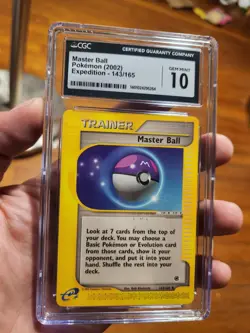 CGC
CERTIFIED GUARANTY COMPANY
Master Ball
Pokémon (2002)
Expedition - 143/165
GEM MINT
10
TRAINER
Master Ball
Look at 7 cards from the top of
your deck. You may choose a
Basic Pokémon or Evolution card
from those cards, show it your
opponent, and put it into your
hand. Shuffle the rest into your
deck.
e